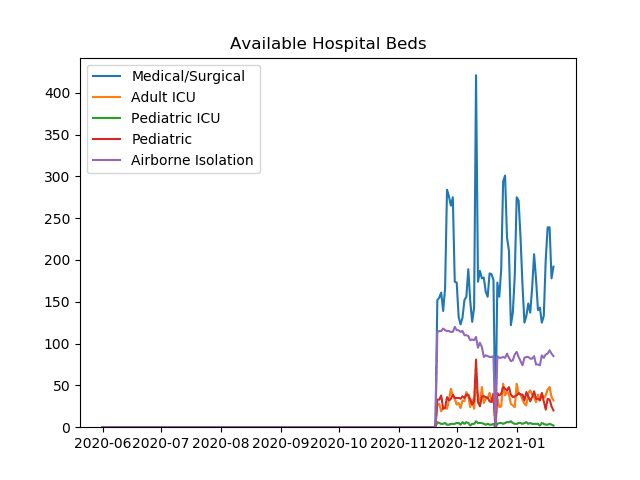 Available Hospital Beds
Medical/Surgical
Adult ICU
Pediatric ICU
Pediatric
Airborne Isolation
400
350
300
250
200
150
100
50
0
2020-06 2020-07 2020-08 2020-09 2020-10 2020-11 2020-12 2021-01